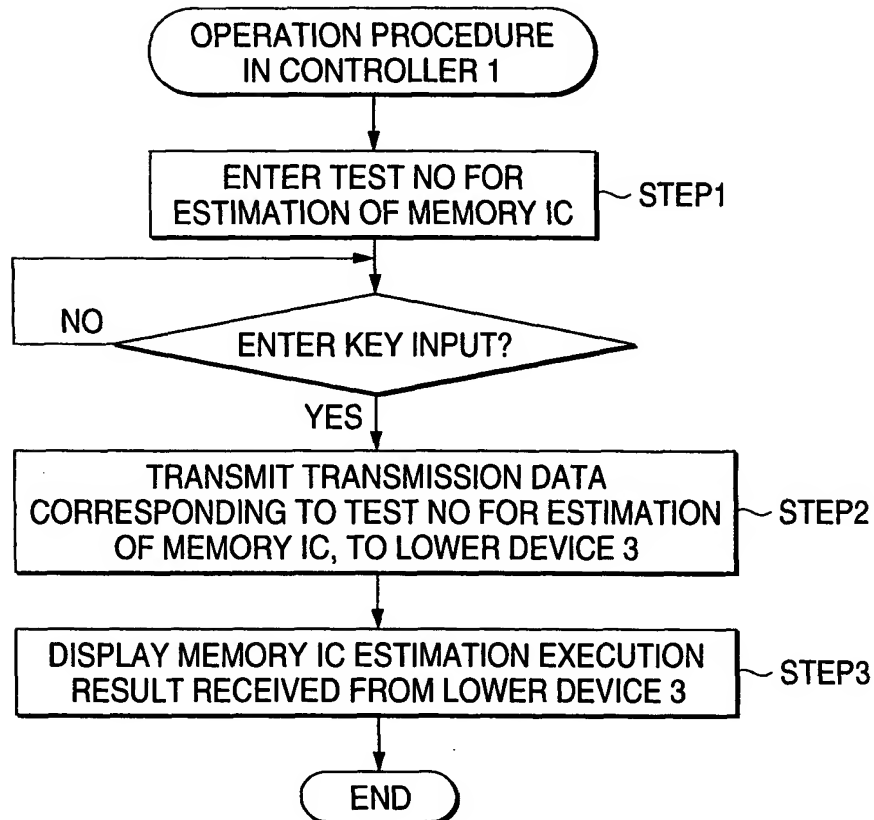 OPERATION PROCEDURE
IN CONTROLLER 1
ENTER TEST NO FOR
ESTIMATION OF MEMORY IC
STEP1
NO
ENTER KEY INPUT?
YES
TRANSMIT TRANSMISSION DATA
CORRESPONDING TO TEST NO FOR ESTIMATION
OF MEMORY IC, TO LOWER DEVICE 3
STEP2
DISPLAY MEMORY IC ESTIMATION EXECUTION
RESULT RECEIVED FROM LOWER DEVICE 3
STEP3
END